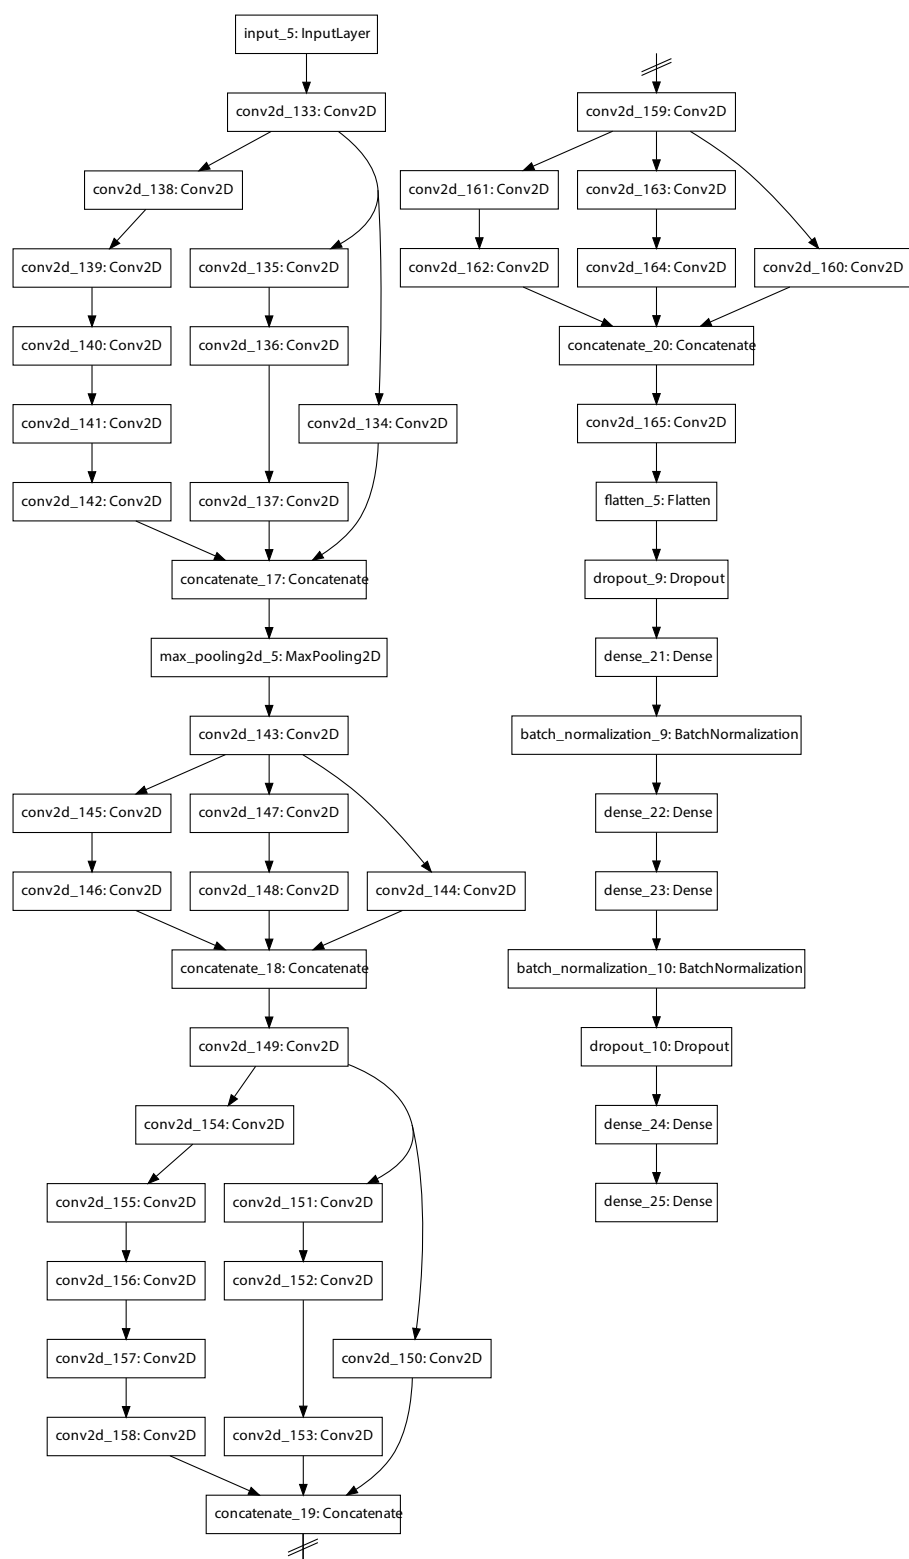 input_5: InputLayer
conv2d_133: Conv2D
conv2d_138: Conv2D
conv2d_139: Conv2D
conv2d_135: Conv2D
conv2d_140: Conv2D
conv2d_136: Conv2D
conv2d_141: Conv2D
conv2d_134: Conv2D
conv2d_142: Conv2D
conv2d_137: Conv2D
concatenate_17: Concatenate
max_pooling2d_5: MaxPooling2D
conv2d_143: Conv2D
conv2d_145: Conv2D
conv2d_147: Conv2D
conv2d_146: Conv2D
conv2d_148: Conv2D
conv2d_144: Conv2D
concatenate_18: Concatenate
conv2d_149: Conv2D
conv2d_154: Conv2D
conv2d_155: Conv2D
conv2d_151: Conv2D
conv2d_156: Conv2D
conv2d_152: Conv2D
conv2d_157: Conv2D
conv2d_150: Conv2D
conv2d_158: Conv2D
conv2d_153: Conv2D
concatenate_19: Concatenate
conv2d_159: Conv2D
conv2d_161: Conv2D
conv2d_163: Conv2D
conv2d_162: Conv2D
conv2d_164: Conv2D
conv2d_160: Conv2D
concatenate_20: Concatenate
conv2d_165: Conv2D
flatten_5: Flatten
dropout_9: Dropout
dense_21: Dense
batch_normalization_9: BatchNormalization
dense_22: Dense
dense_23: Dense
batch_normalization_10: BatchNormalization
dropout_10: Dropout
dense_24: Dense
dense_25: Dense